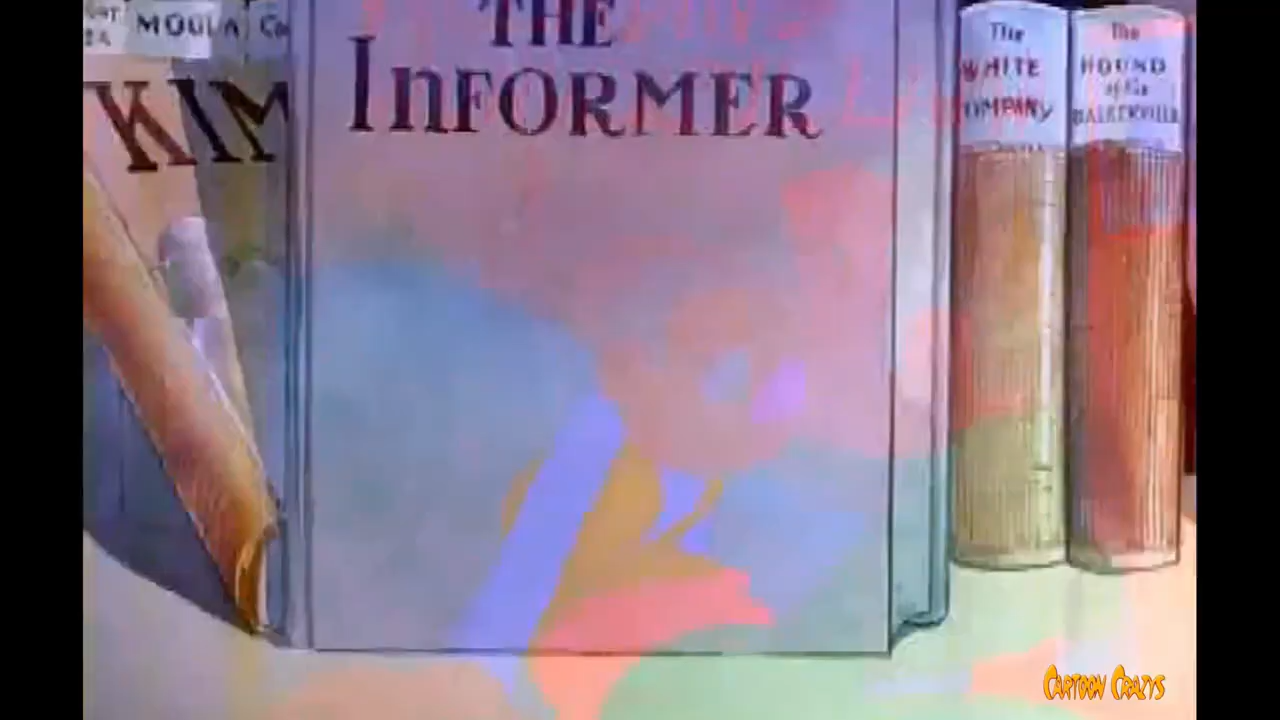 MOULA
KIM
THE
INFORMER
The
WHITE
COMPANY
The
HOUND
of the
BASKERVILLE
CARTOON CRAZYS